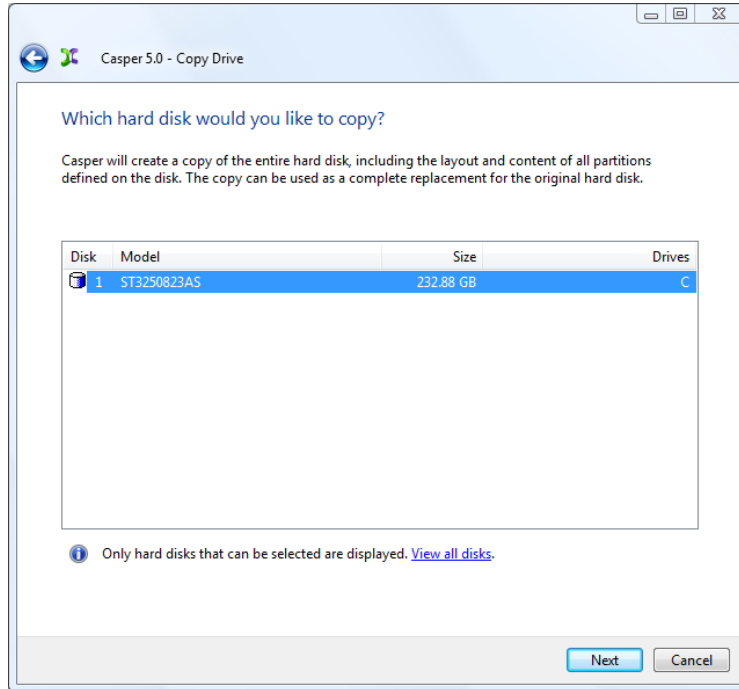 Casper 5.0 - Copy Drive
Which hard disk would you like to copy?
Casper will create a copy of the entire hard disk, including the layout and content of all partitions
defined on the disk. The copy can be used as a complete replacement for the original hard disk.
Disk Model Size Drives
1 ST3250823AS 232.88 GB C
Only hard disks that can be selected are displayed. View all disks.
Next Cancel